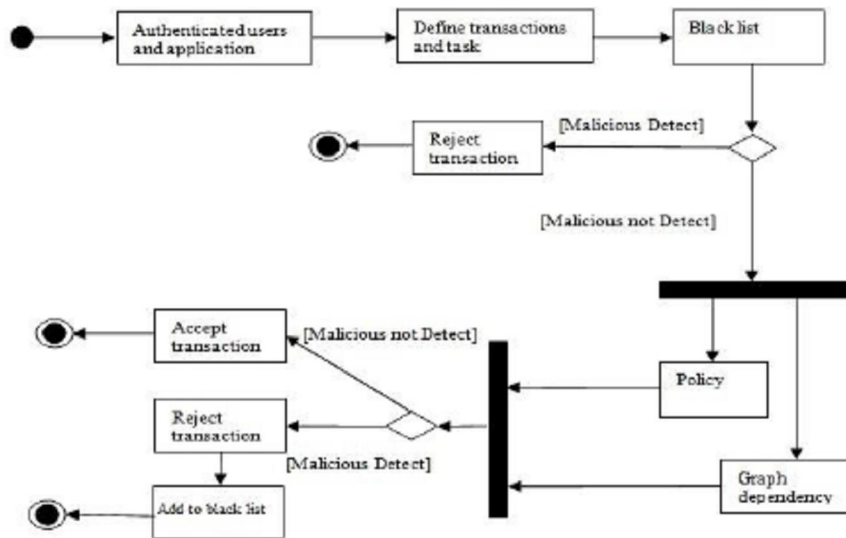 Authenticated users
and application
Define transactions
and task
Black list
[Malicious Detect]
Reject
transaction
[Malicious not Detect]
Accept
transaction
[Malicious not Detect]
Policy
Reject
transaction
[Malicious Detect]
Graph
dependency
Add to black list